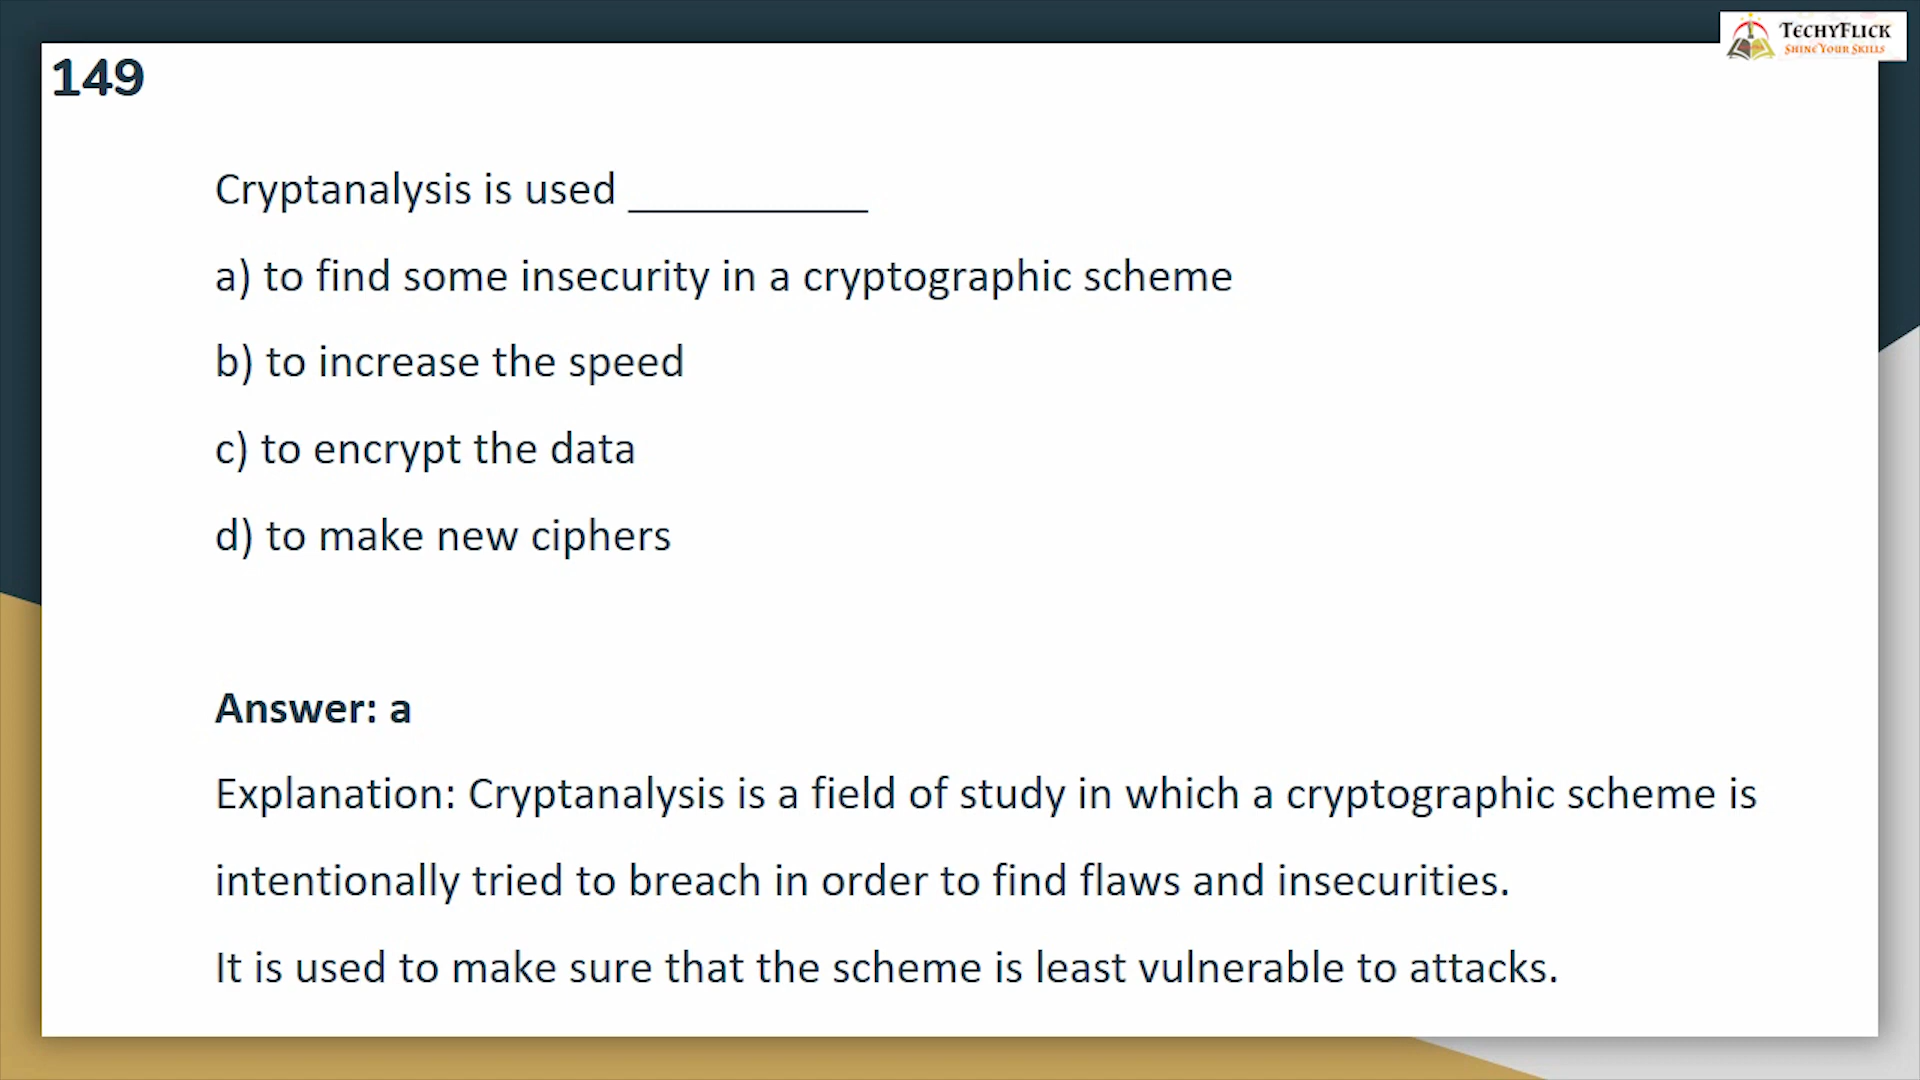 TECHYFLICK
SHINE YOUR SKILLS
149
Cryptanalysis is used __________
a) to find some insecurity in a cryptographic scheme
b) to increase the speed
c) to encrypt the data
d) to make new ciphers
Answer: a
Explanation: Cryptanalysis is a field of study in which a cryptographic scheme is
intentionally tried to breach in order to find flaws and insecurities.
It is used to make sure that the scheme is least vulnerable to attacks.